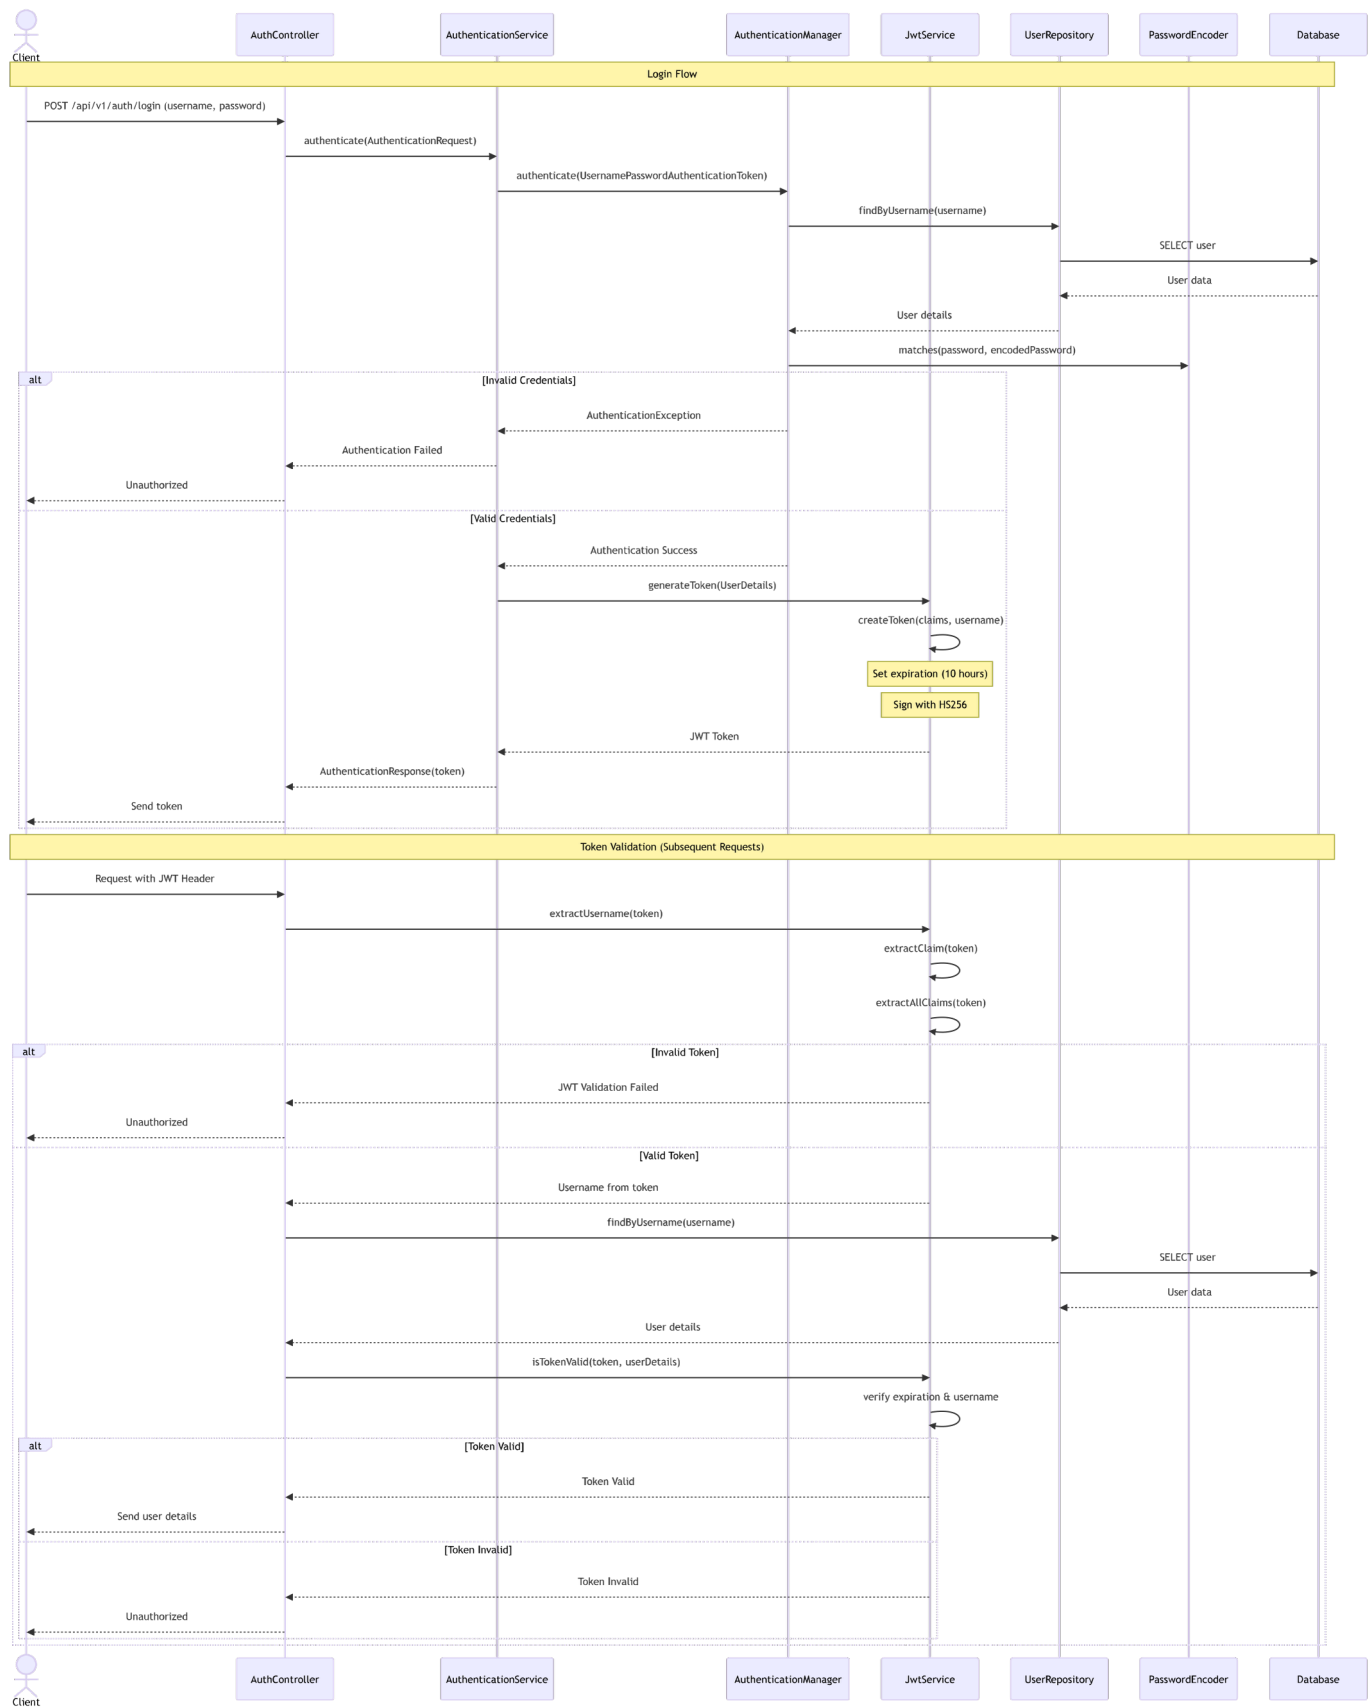 AuthController
AuthenticationService
AuthenticationManager
JwtService
UserRepository
PasswordEncoder
Database
Client
Login Flow
POST /api/v1/auth/login (username, password)
authenticate(AuthenticationRequest)
authenticate(UsernamePasswordAuthenticationToken)
findByUsername(username)
SELECT user
User data
User details
matches(password, encodedPassword)
alt
[Invalid Credentials]
AuthenticationException
Authentication Failed
Unauthorized
[Valid Credentials]
Authentication Success
generateToken(UserDetails)
createToken(claims, username)
Set expiration (10 hours)
Sign with HS256
JWT Token
AuthenticationResponse(token)
Send token
Token Validation (Subsequent Requests)
Request with JWT Header
extractUsername(token)
extractClaim(token)
extractAllClaims(token)
alt
[Invalid Token]
JWT Validation Failed
Unauthorized
[Valid Token]
Username from token
findByUsername(username)
SELECT user
User data
User details
isTokenValid(token, userDetails)
verify expiration & username
alt
[Token Valid]
Token Valid
Send user details
[Token Invalid]
Token Invalid
Unauthorized
AuthController
AuthenticationService
AuthenticationManager
JwtService
UserRepository
PasswordEncoder
Database
Client